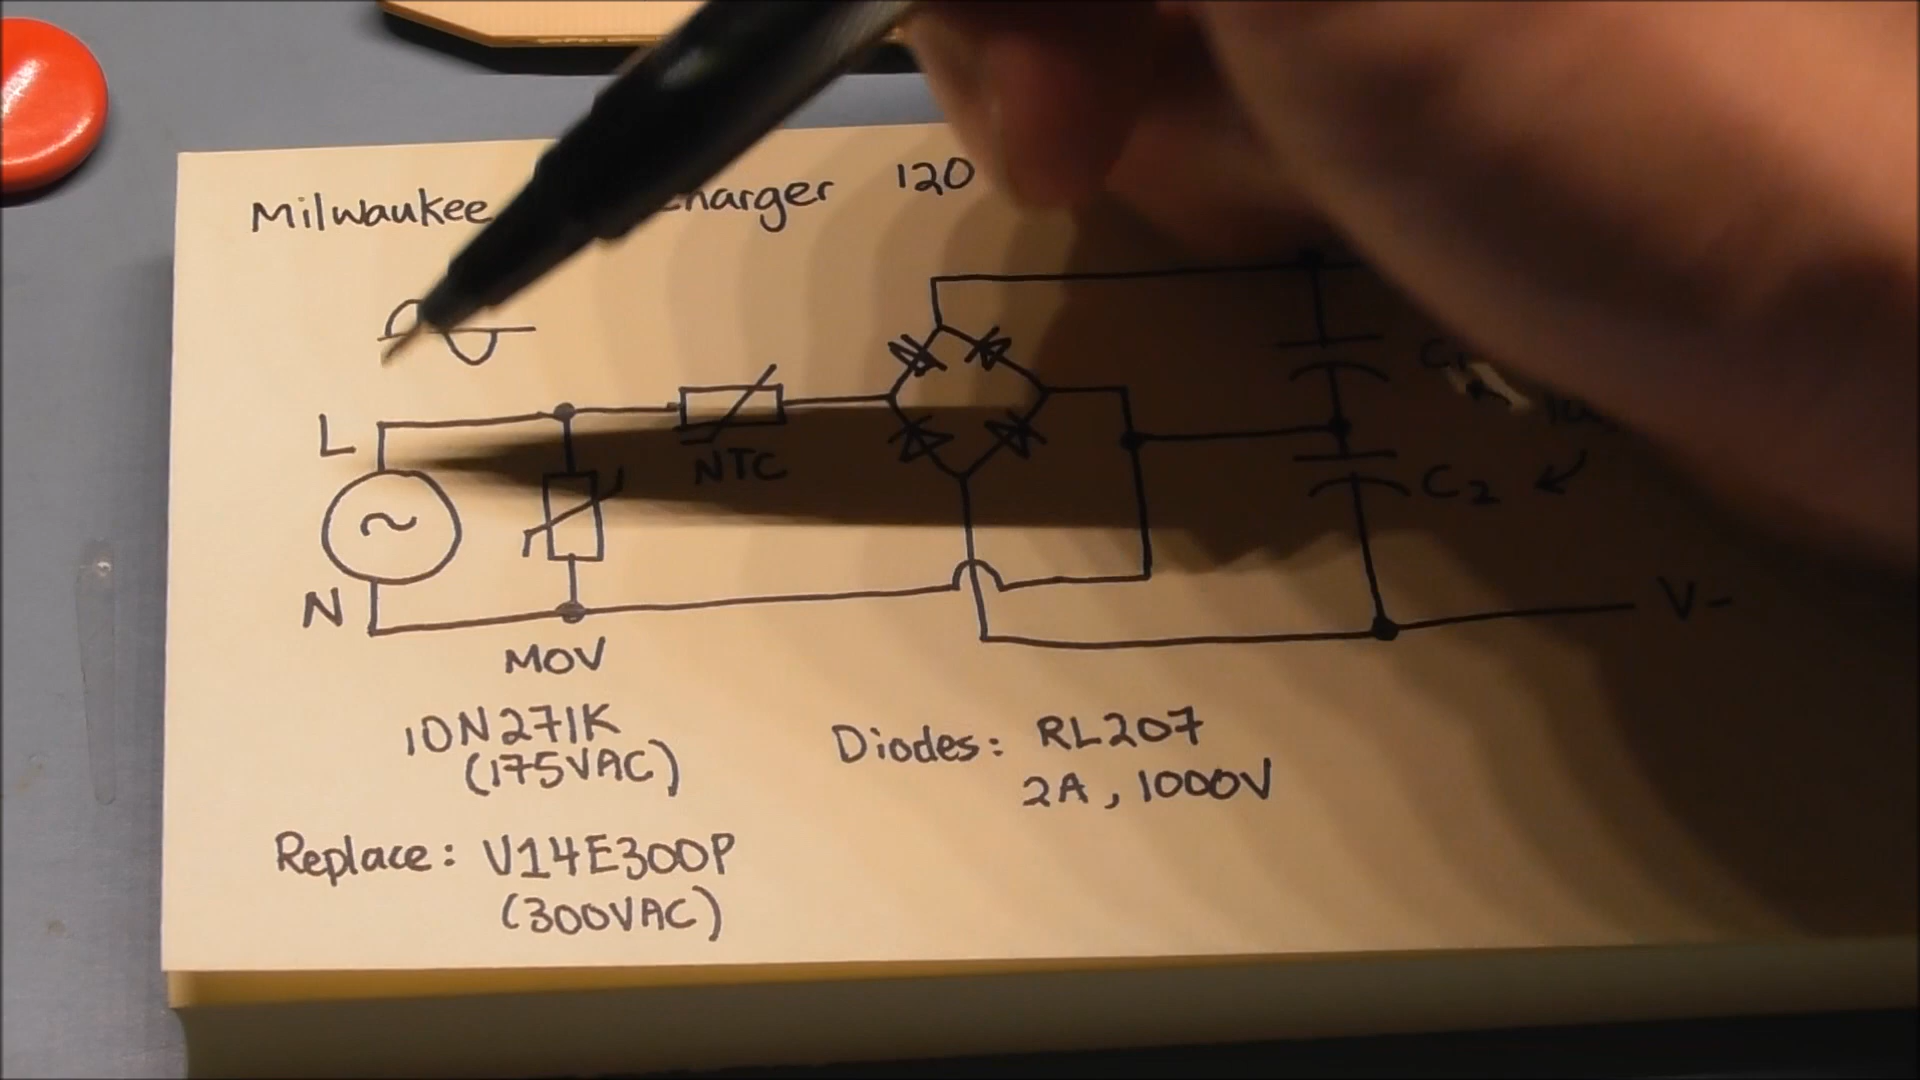 Milwaukee charger 120
L
NTC
C2
N
V-
MOV
10N271K
(175VAC)
Diodes: RL207
2A, 1000V
Replace: V14E300P
(300VAC)